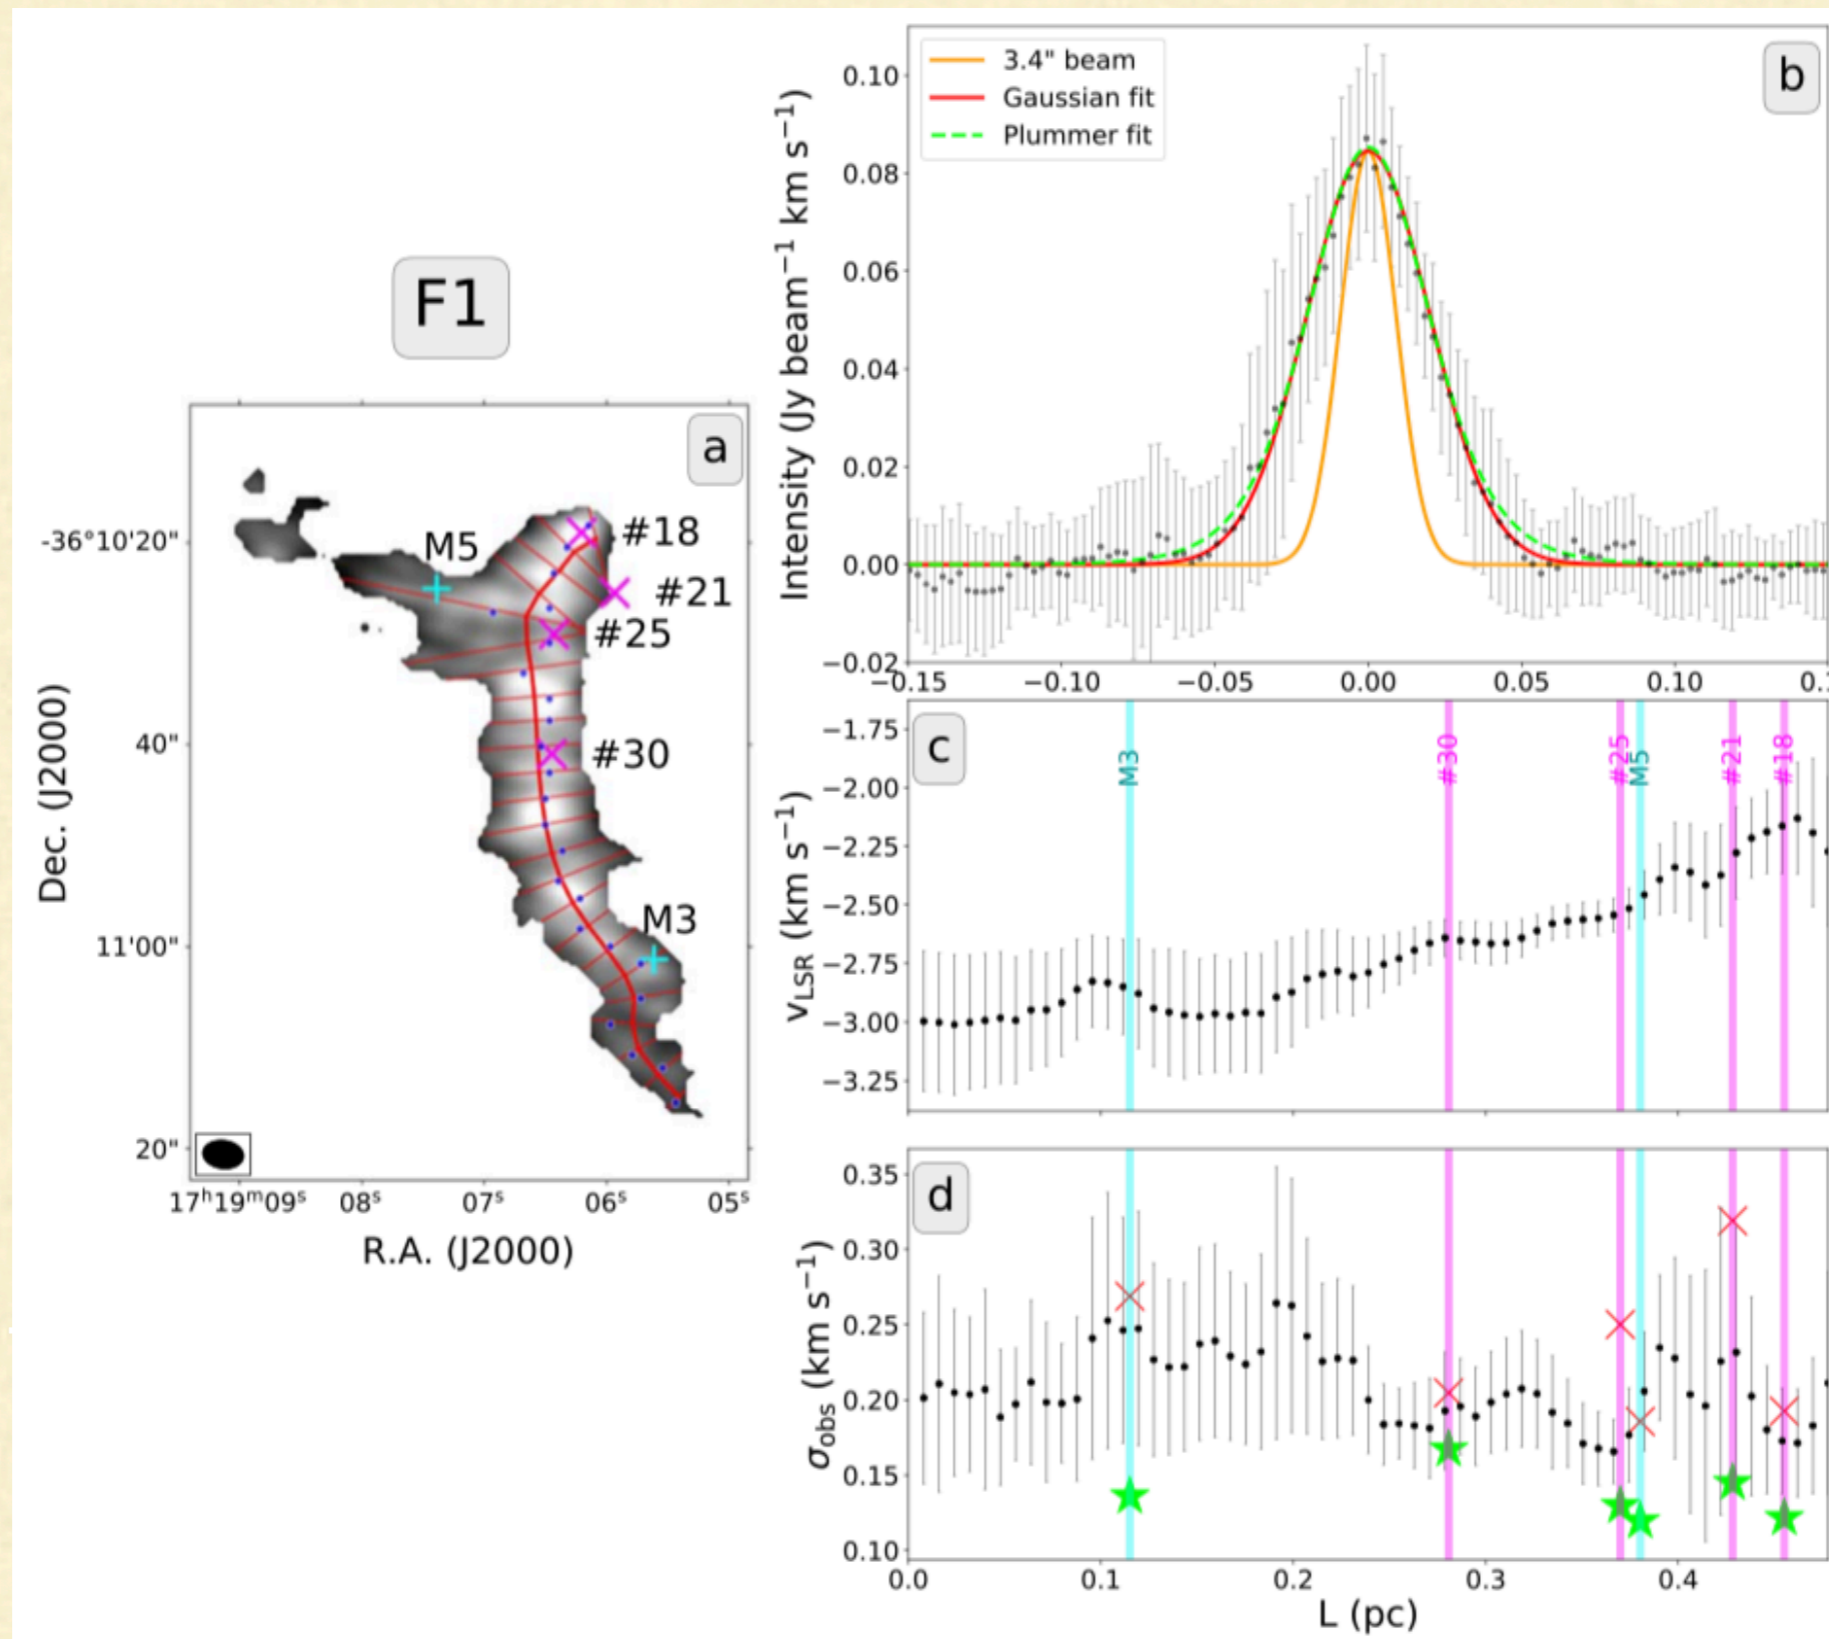 F1
a
M5
#18
#21
#25
#30
M3
-36°10'20"
40"
11'00"
20"
Dec. (J2000)
17ʰ19ᵐ09ˢ 08ˢ 07ˢ 06ˢ 05ˢ
R.A. (J2000)
b
3.4" beam
Gaussian fit
Plummer fit
Intensity (Jy beam⁻¹ km s⁻¹)
0.10
0.08
0.06
0.04
0.02
0.00
−0.02
−0.15 −0.10 −0.05 0.00 0.05 0.10
c
M3 #30 #25 M5 #21 #18
v_LSR (km s⁻¹)
−1.75
−2.00
−2.25
−2.50
−2.75
−3.00
−3.25
d
σ_obs (km s⁻¹)
0.35
0.30
0.25
0.20
0.15
0.10
0.0 0.1 0.2 0.3 0.4
L (pc)